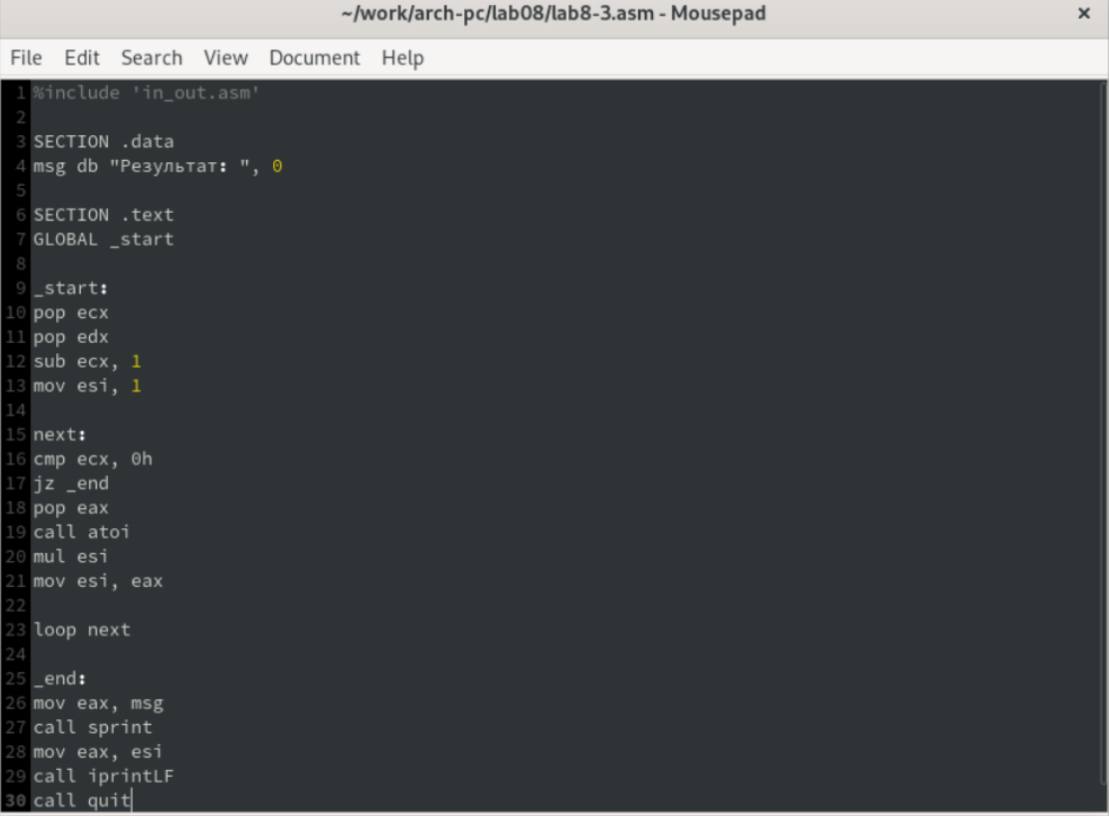 ~/work/arch-pc/lab08/lab8-3.asm - Mousepad ×
File Edit Search View Document Help
1 %include 'in_out.asm'
2
3 SECTION .data
4 msg db "Результат: ", 0
5
6 SECTION .text
7 GLOBAL _start
8
9 _start:
10 pop ecx
11 pop edx
12 sub ecx, 1
13 mov esi, 1
14
15 next:
16 cmp ecx, 0h
17 jz _end
18 pop eax
19 call atoi
20 mul esi
21 mov esi, eax
22
23 loop next
24
25 _end:
26 mov eax, msg
27 call sprint
28 mov eax, esi
29 call iprintLF
30 call quit